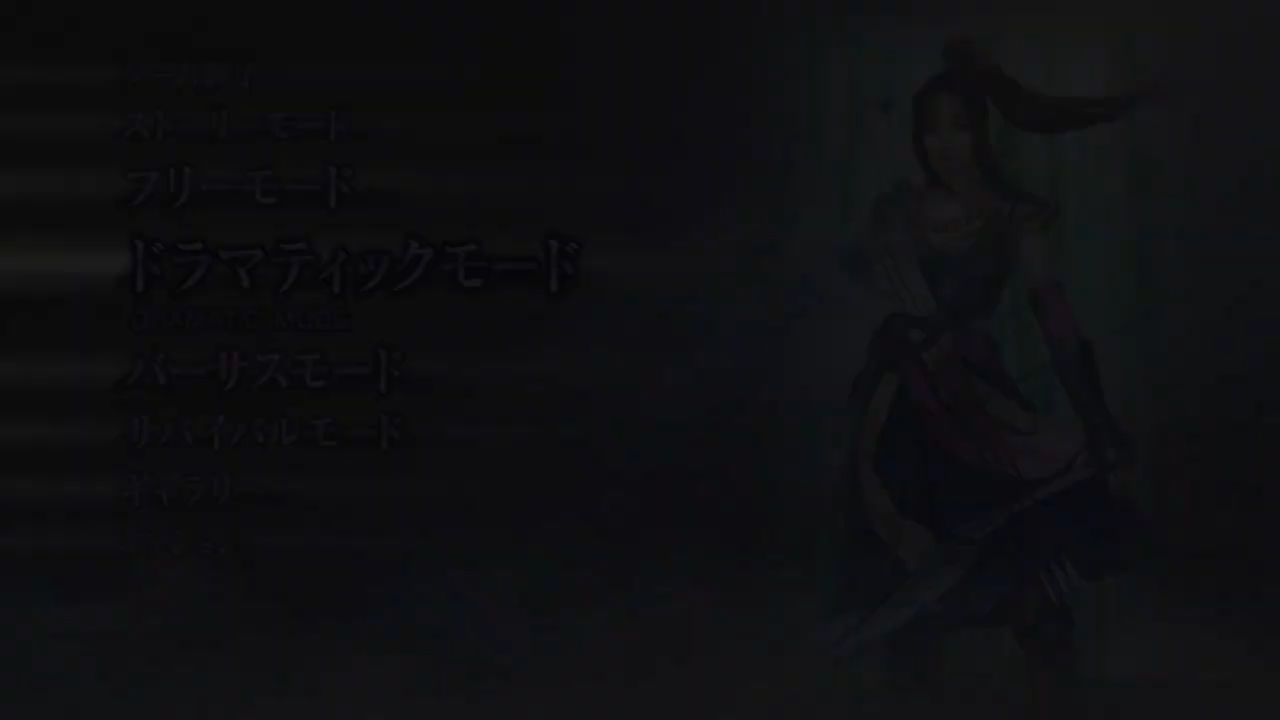 ストーリーモード
フリーモード
ドラマティックモード
DRAMATIC MODE
バーサスモード
サバイバルモード
ギャラリー